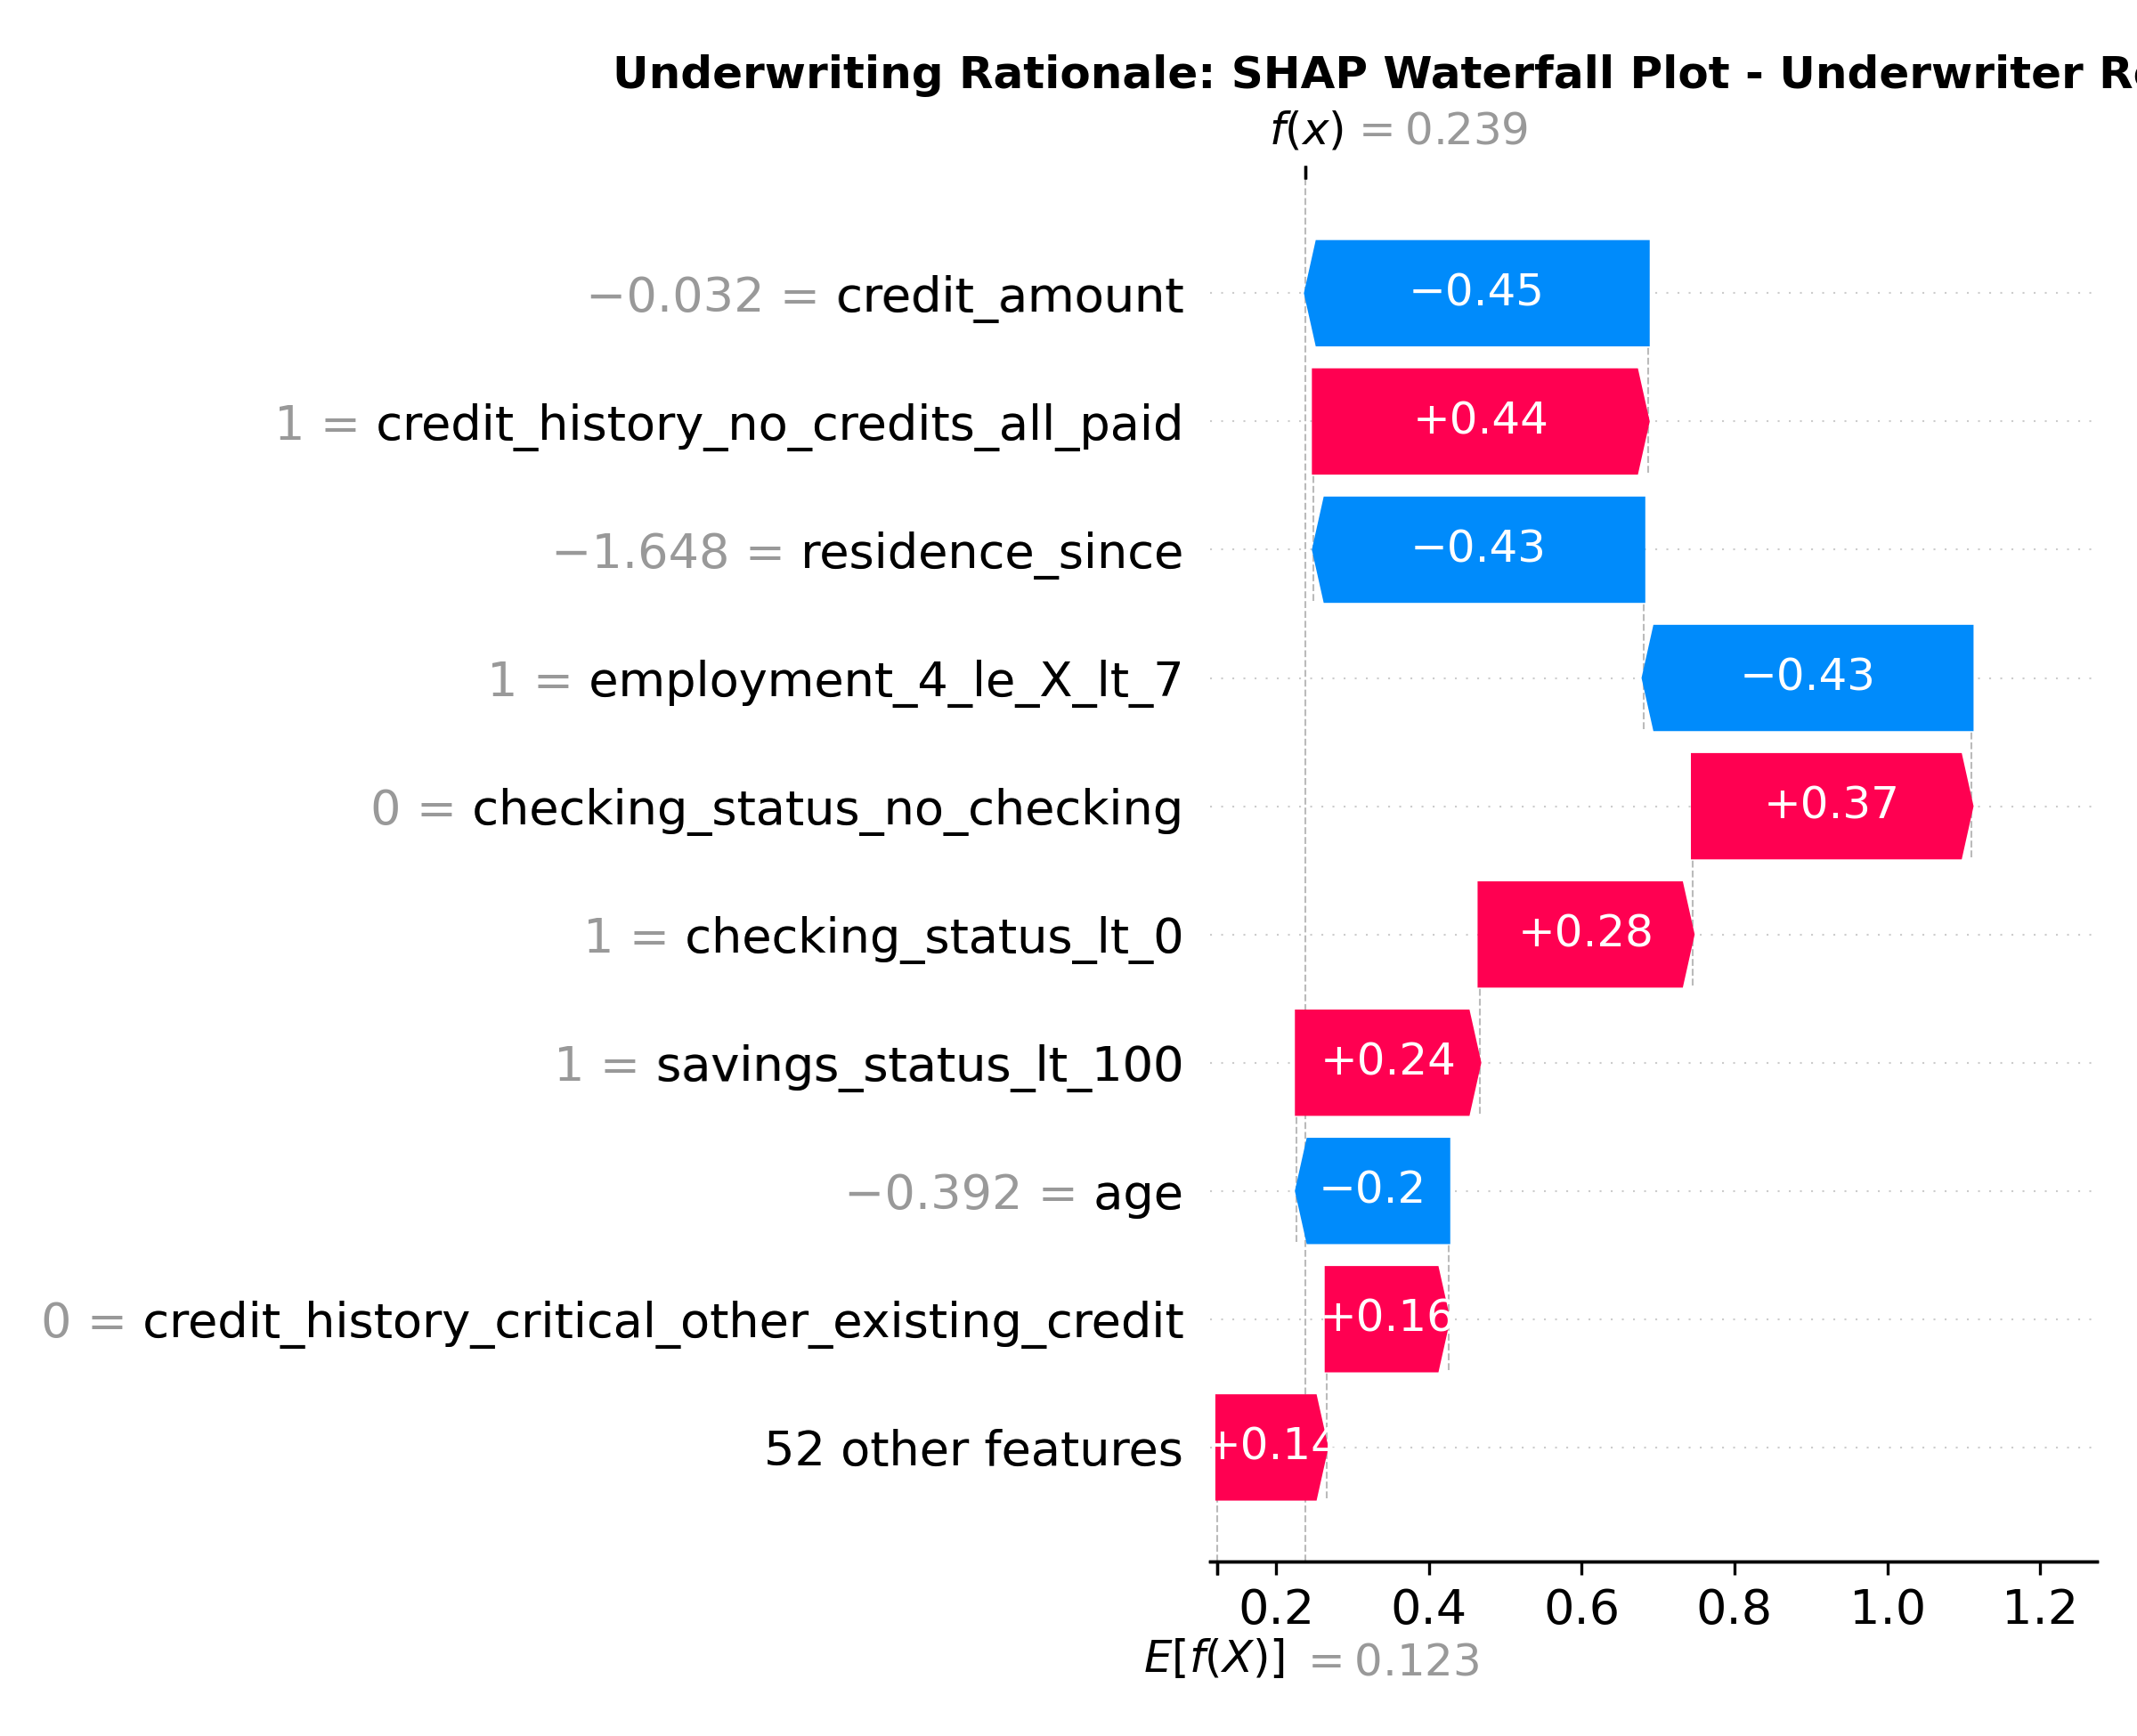 Underwriting Rationale: SHAP Waterfall Plot - Underwriter
f(x) = 0.239
−0.032 = credit_amount −0.45
1 = credit_history_no_credits_all_paid +0.44
−1.648 = residence_since −0.43
1 = employment_4_le_X_lt_7 −0.43
0 = checking_status_no_checking +0.37
1 = checking_status_lt_0 +0.28
1 = savings_status_lt_100 +0.24
−0.392 = age −0.2
0 = credit_history_critical_other_existing_credit +0.16
52 other features +0.14
0.2 0.4 0.6 0.8 1.0 1.2
E[f(X)] = 0.123